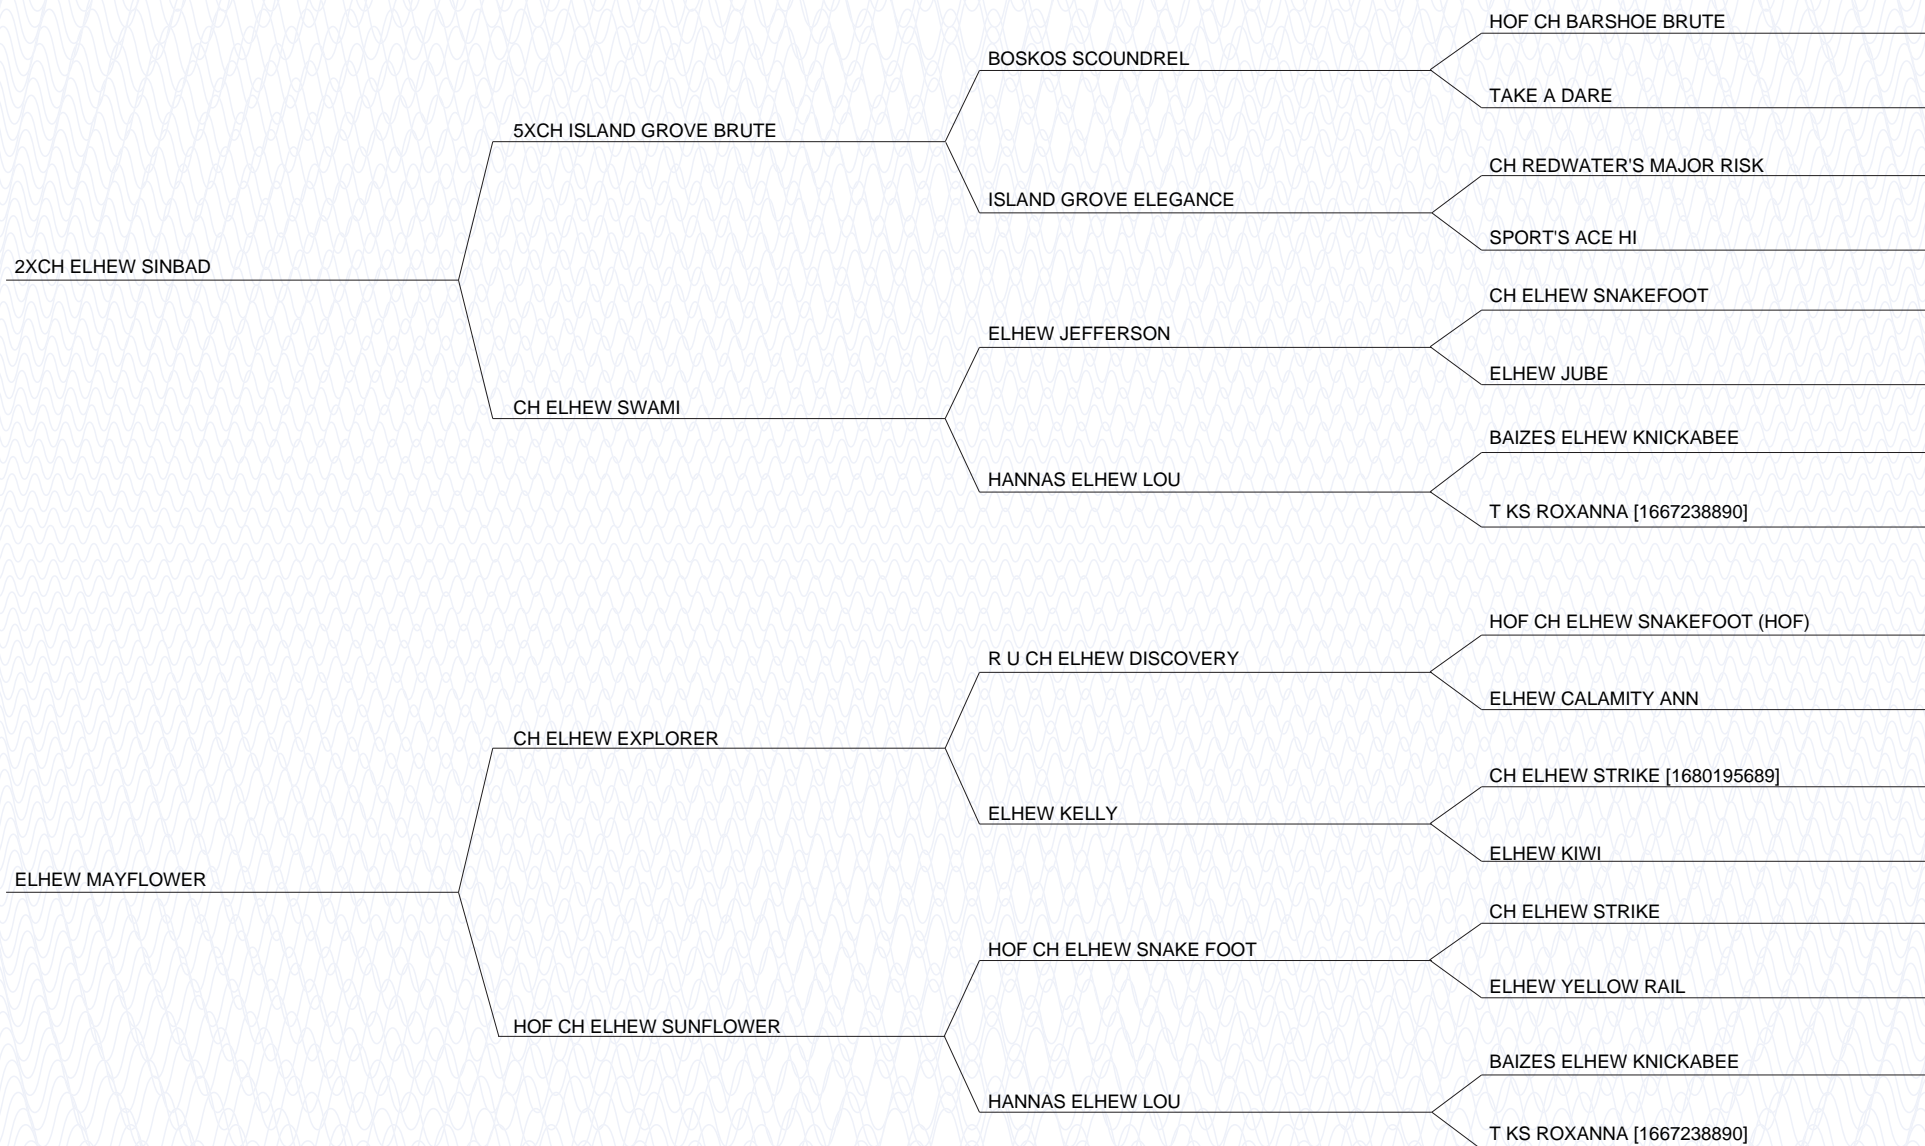 HOF CH BARSHOE BRUTE
BOSKOS SCOUNDREL
TAKE A DARE
5XCH ISLAND GROVE BRUTE
CH REDWATER'S MAJOR RISK
ISLAND GROVE ELEGANCE
SPORT'S ACE HI
2XCH ELHEW SINBAD
CH ELHEW SNAKEFOOT
ELHEW JEFFERSON
ELHEW JUBE
CH ELHEW SWAMI
BAIZES ELHEW KNICKABEE
HANNAS ELHEW LOU
T KS ROXANNA [1667238890]
HOF CH ELHEW SNAKEFOOT (HOF)
R U CH ELHEW DISCOVERY
ELHEW CALAMITY ANN
CH ELHEW EXPLORER
CH ELHEW STRIKE [1680195689]
ELHEW KELLY
ELHEW KIWI
ELHEW MAYFLOWER
CH ELHEW STRIKE
HOF CH ELHEW SNAKE FOOT
ELHEW YELLOW RAIL
HOF CH ELHEW SUNFLOWER
BAIZES ELHEW KNICKABEE
HANNAS ELHEW LOU
T KS ROXANNA [1667238890]